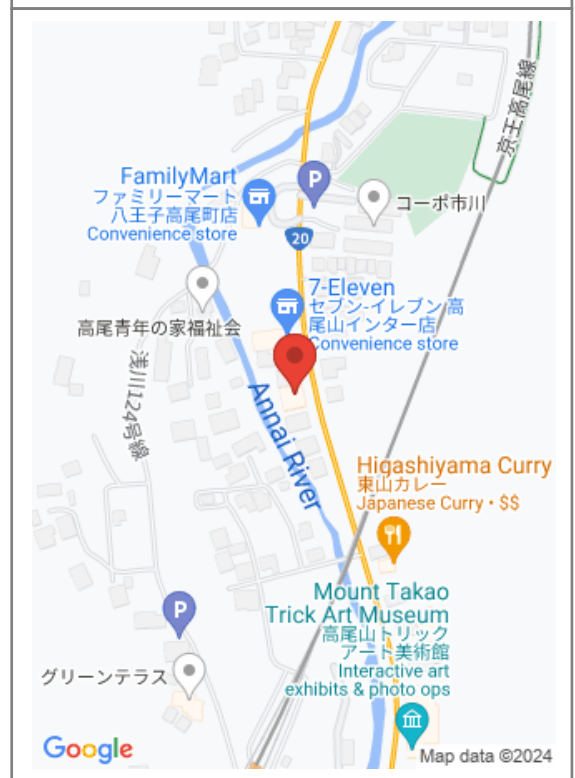 京王高尾線
FamilyMart
ファミリーマート
八王子高尾町店
Convenience store
P
コーポ市川
20
7-Eleven
セブン-イレブン 高
尾山インター店
Convenience store
高尾青年の家福祉会
浅川124号線
Annai River
Higashiyama Curry
東山カレー
Japanese Curry • $$
Mount Takao
Trick Art Museum
高尾山トリック
アート美術館
Interactive art
exhibits & photo ops
P
グリーンテラス
Google
Map data ©2024